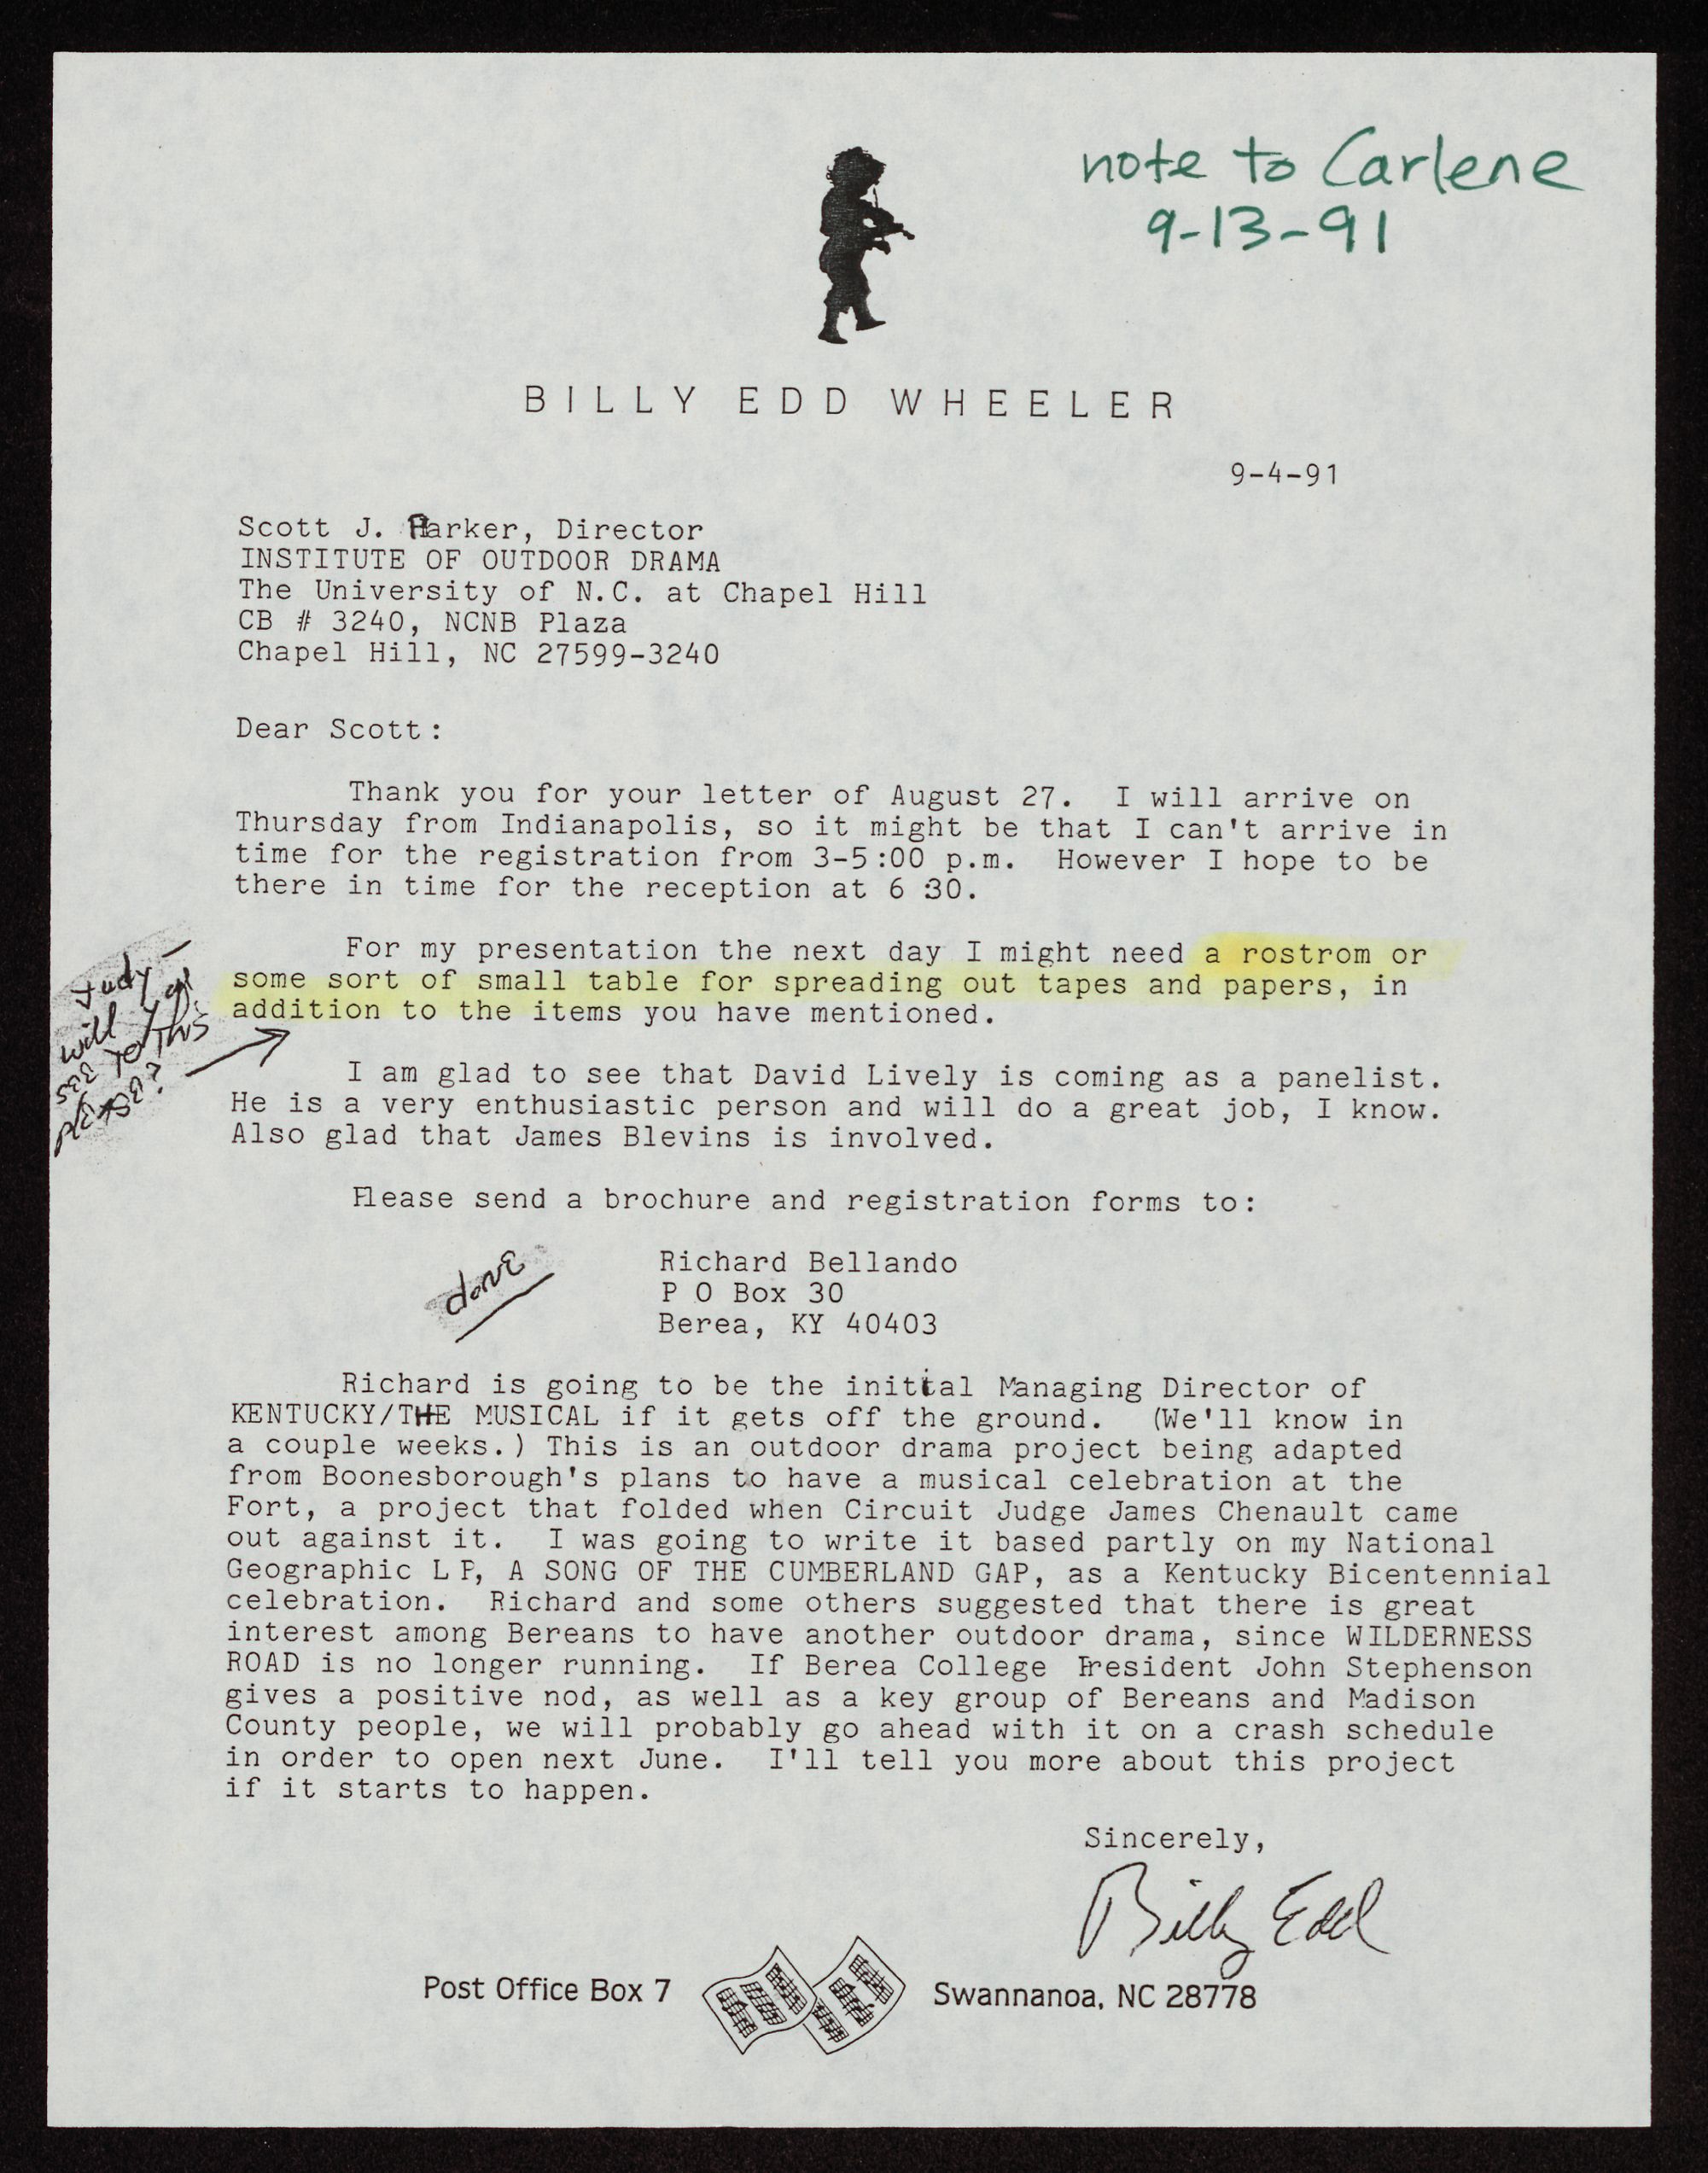 note to Carlene
9-13-91
BILLY EDD WHEELER
9-4-91
Scott J. Parker, Director
INSTITUTE OF OUTDOOR DRAMA
The University of N.C. at Chapel Hill
CB # 3240, NCNB Plaza
Chapel Hill, NC 27599-3240
Dear Scott:
Thank you for your letter of August 27. I will arrive on
Thursday from Indianapolis, so it might be that I can't arrive in
time for the registration from 3-5:00 p.m. However I hope to be
there in time for the reception at 6 :30.
For my presentation the next day I might need a rostrom or
some sort of small table for spreading out tapes and papers, in
addition to the items you have mentioned.
Judy -
will you
see to this
please?
I am glad to see that David Lively is coming as a panelist.
He is a very enthusiastic person and will do a great job, I know.
Also glad that James Blevins is involved.
Please send a brochure and registration forms to:
done
Richard Bellando
P O Box 30
Berea, KY 40403
Richard is going to be the initial Managing Director of
KENTUCKY/THE MUSICAL if it gets off the ground. (We'll know in
a couple weeks.) This is an outdoor drama project being adapted
from Boonesborough's plans to have a musical celebration at the
Fort, a project that folded when Circuit Judge James Chenault came
out against it. I was going to write it based partly on my National
Geographic L P, A SONG OF THE CUMBERLAND GAP, as a Kentucky Bicentennial
celebration. Richard and some others suggested that there is great
interest among Bereans to have another outdoor drama, since WILDERNESS
ROAD is no longer running. If Berea College President John Stephenson
gives a positive nod, as well as a key group of Bereans and Madison
County people, we will probably go ahead with it on a crash schedule
in order to open next June. I'll tell you more about this project
if it starts to happen.
Sincerely,
Billy Edd
Post Office Box 7
Swannanoa, NC 28778